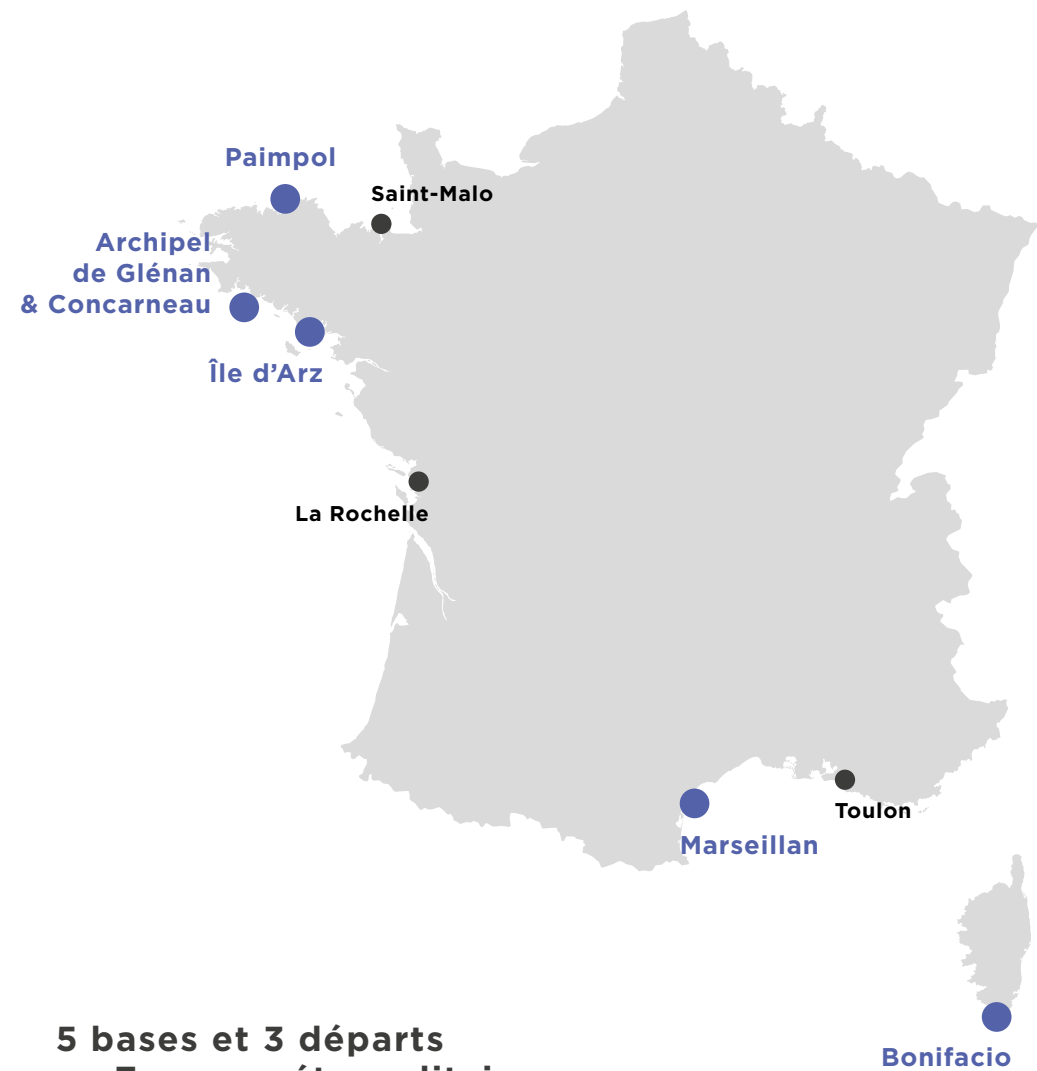 Paimpol
Saint-Malo
Archipel
de Glénan
& Concarneau
Île d’Arz
La Rochelle
Toulon
Marseillan
Bonifacio
5 bases et 3 départs